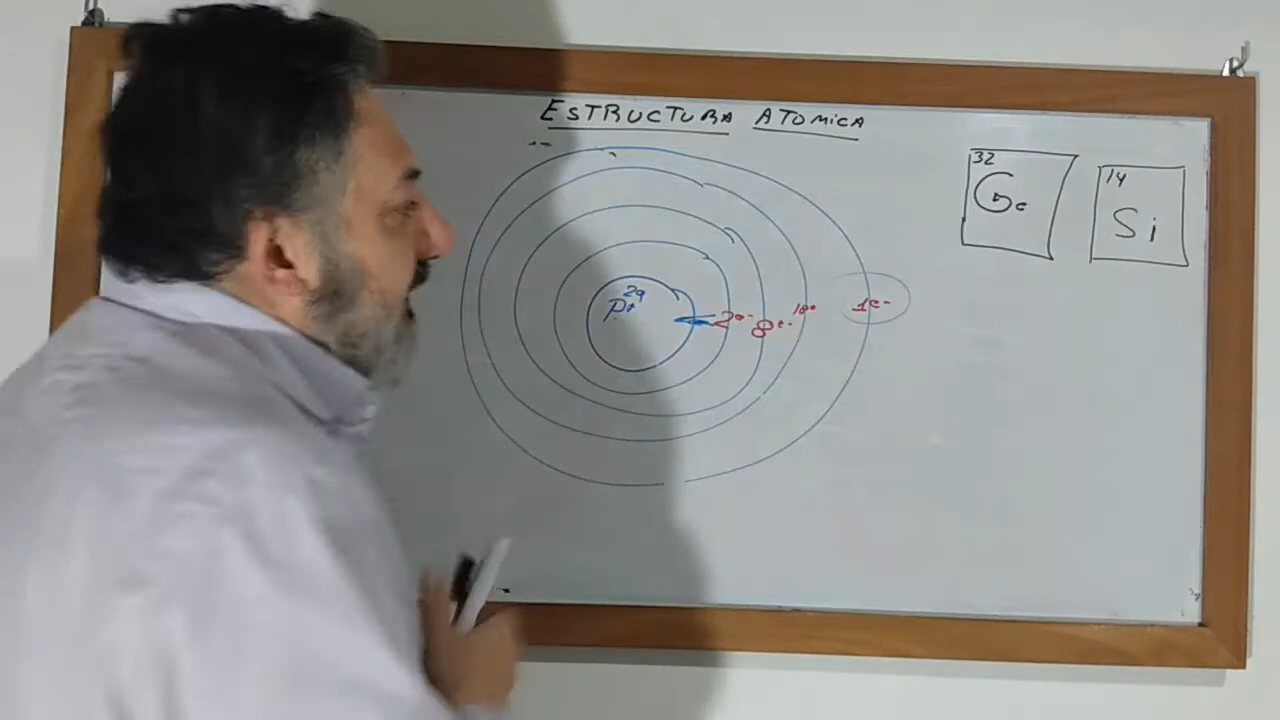 ESTRUCTURA ATOMICA
32
Ge
14
Si
29
P+
2e-
8e-
18e
1e-